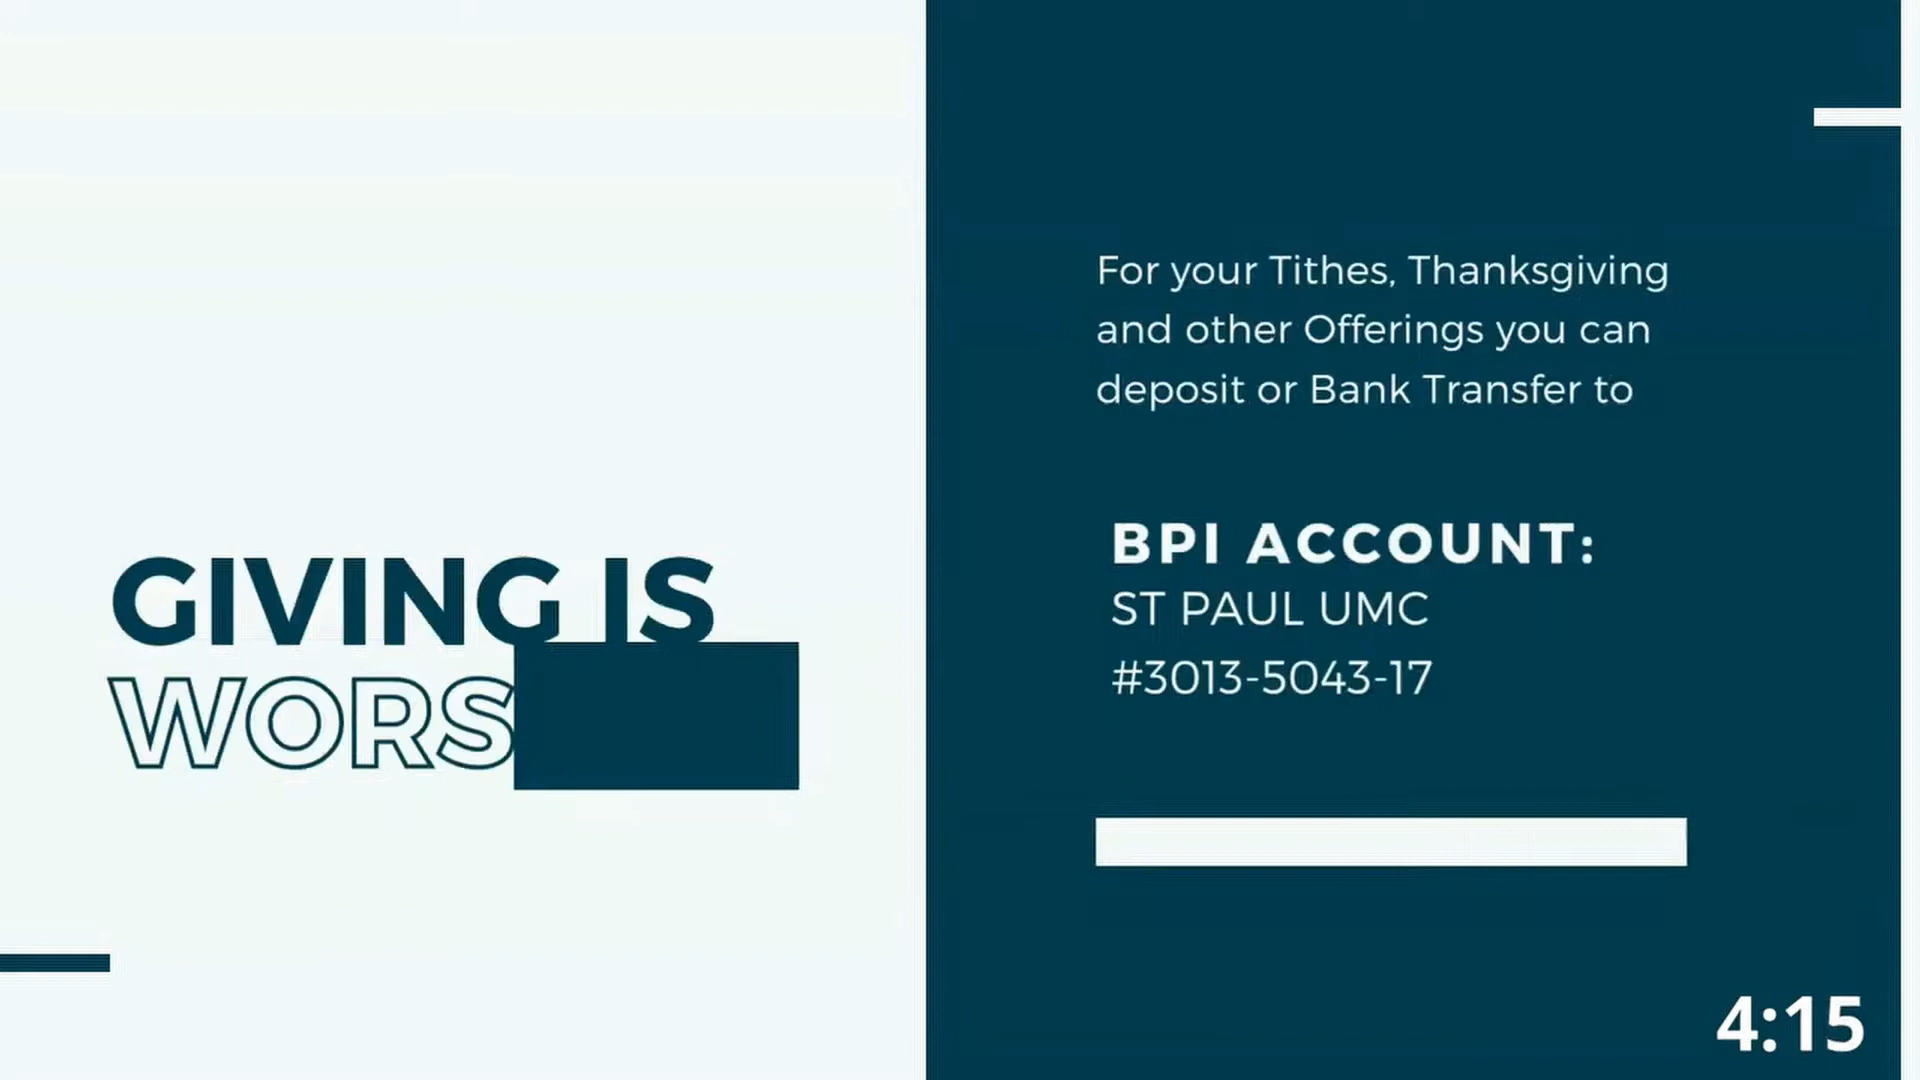 GIVING IS
WORS
For your Tithes, Thanksgiving
and other Offerings you can
deposit or Bank Transfer to
BPI ACCOUNT:
ST PAUL UMC
#3013-5043-17
4:15